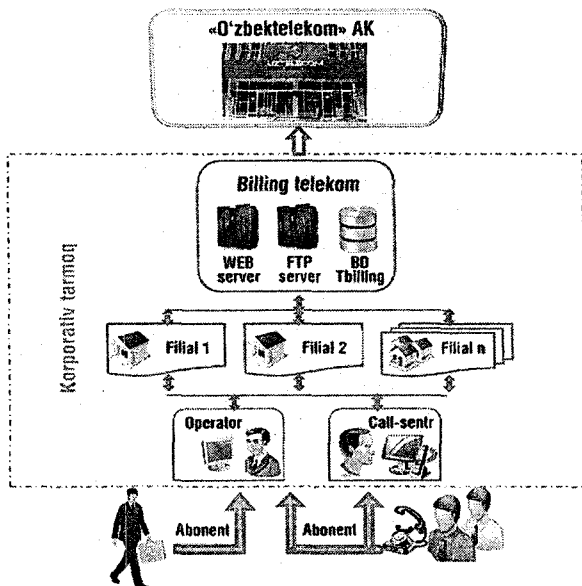 «O‘zbektelekom» AK
UZTELECOM
Korporativ tarmoq
Billing telekom
WEB server
FTP server
BD Tbilling
Filial 1
Filial 2
Filial n
Operator
Call-sentr
Abonent
Abonent